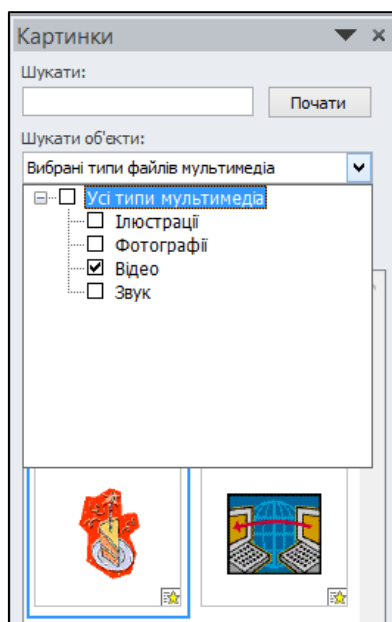 Картинки
Шукати:
Почати
Шукати об'єкти:
Вибрані типи файлів мультимедіа
Усі типи мультимедіа
Ілюстрації
Фотографії
Відео
Звук